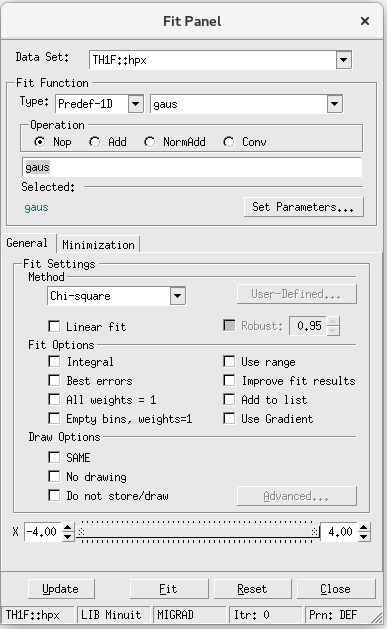 Fit Panel
Data Set: TH1F::hpx
Fit Function
Type: Predef-1D gaus
Operation
Nop Add NormAdd Conv
gaus
Selected:
gaus Set Parameters...
General Minimization
Fit Settings
Method
Chi-square User-Defined...
Linear fit Robust: 0.95
Fit Options
Integral Use range
Best errors Improve fit results
All weights = 1 Add to list
Empty bins, weights=1 Use Gradient
Draw Options
SAME
No drawing
Do not store/draw Advanced...
X -4.00 4.00
Update Fit Reset Close
TH1F::hpx LIB Minuit MIGRAD Itr: 0 Prn: DEF